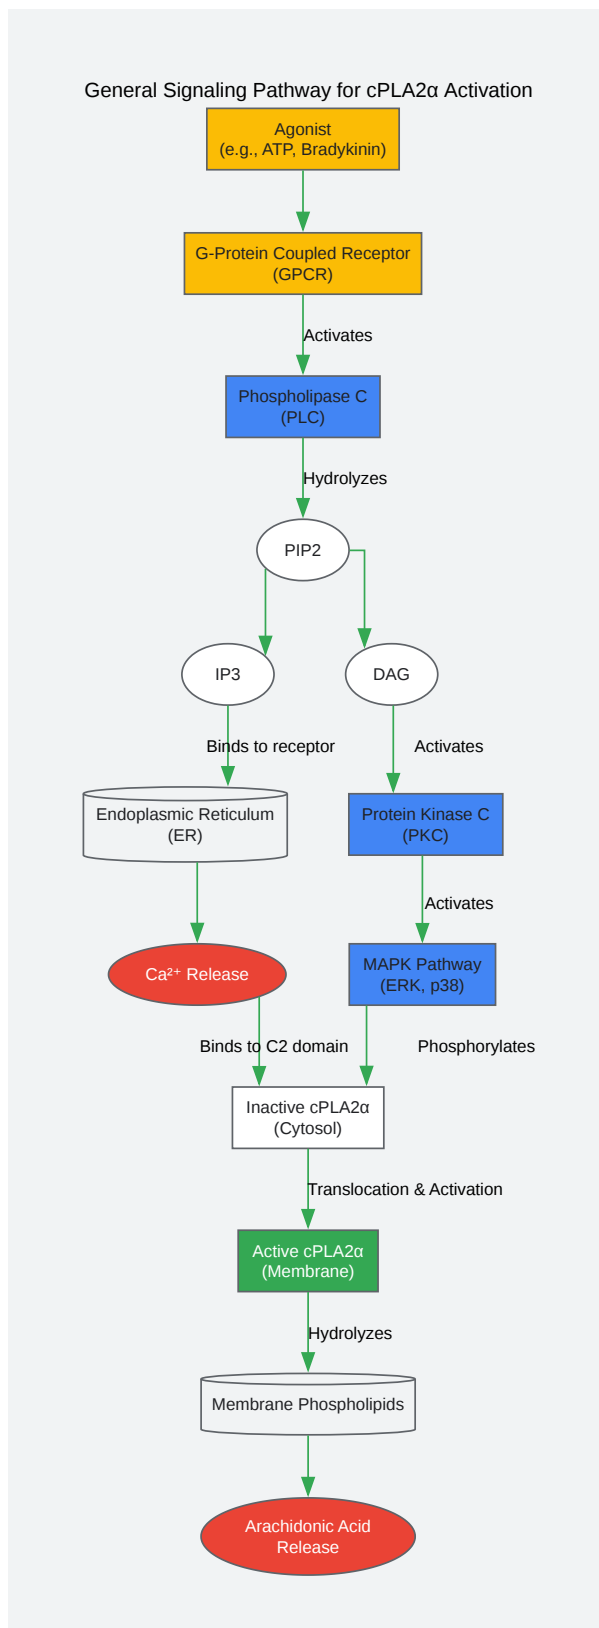 General Signaling Pathway for cPLA2α Activation
Agonist
(e.g., ATP, Bradykinin)
G-Protein Coupled Receptor
(GPCR)
Activates
Phospholipase C
(PLC)
Hydrolyzes
PIP2
IP3
DAG
Binds to receptor
Activates
Endoplasmic Reticulum
(ER)
Protein Kinase C
(PKC)
Activates
Ca²⁺ Release
MAPK Pathway
(ERK, p38)
Binds to C2 domain
Phosphorylates
Inactive cPLA2α
(Cytosol)
Translocation & Activation
Active cPLA2α
(Membrane)
Hydrolyzes
Membrane Phospholipids
Arachidonic Acid
Release